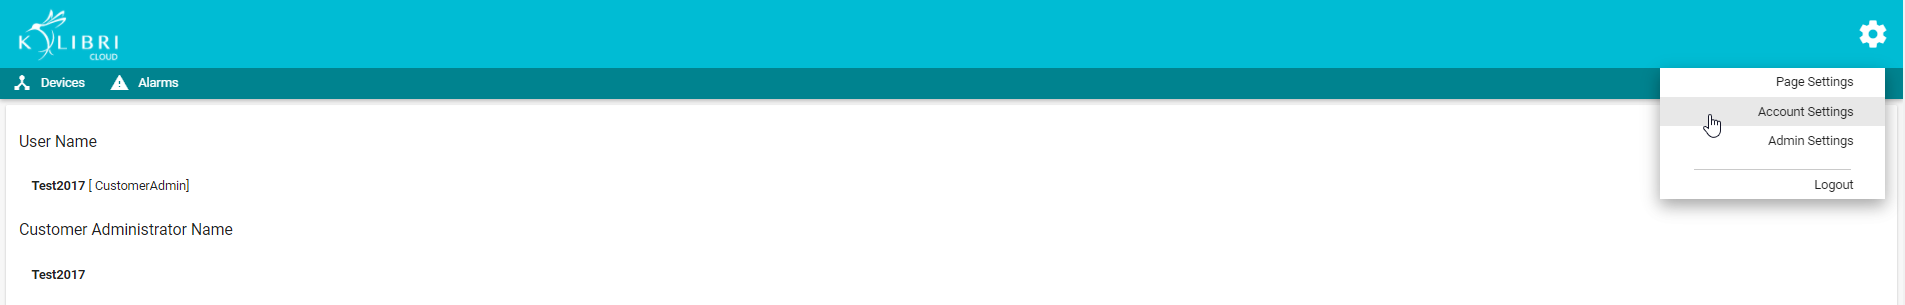 KOLIBRI
CLOUD
Devices
Alarms
Page Settings
Account Settings
Admin Settings
Logout
User Name
Test2017 [ CustomerAdmin]
Customer Administrator Name
Test2017